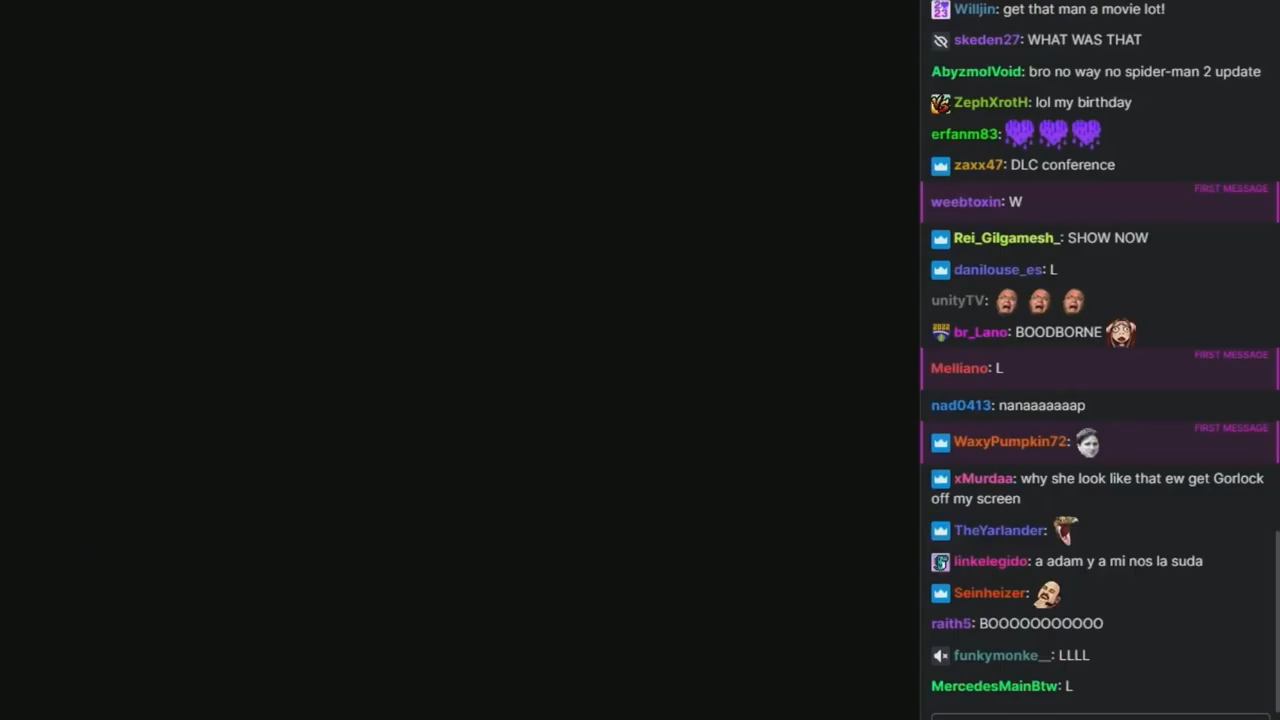 Willjin: get that man a movie lot!
skeden27: WHAT WAS THAT
AbyzmolVoid: bro no way no spider-man 2 update
ZephXrotH: lol my birthday
erfanm83:
zaxx47: DLC conference
FIRST MESSAGE
weebtoxin: W
Rei_Gilgamesh_: SHOW NOW
danilouse_es: L
unityTV:
br_Lano: BOODBORNE
FIRST MESSAGE
Melliano: L
nad0413: nanaaaaaaap
FIRST MESSAGE
WaxyPumpkin72:
xMurdaa: why she look like that ew get Gorlock
off my screen
TheYarlander:
linkelegido: a adam y a mi nos la suda
Seinheizer:
raith5: BOOOOOOOOOOO
funkymonke__: LLLL
MercedesMainBtw: L